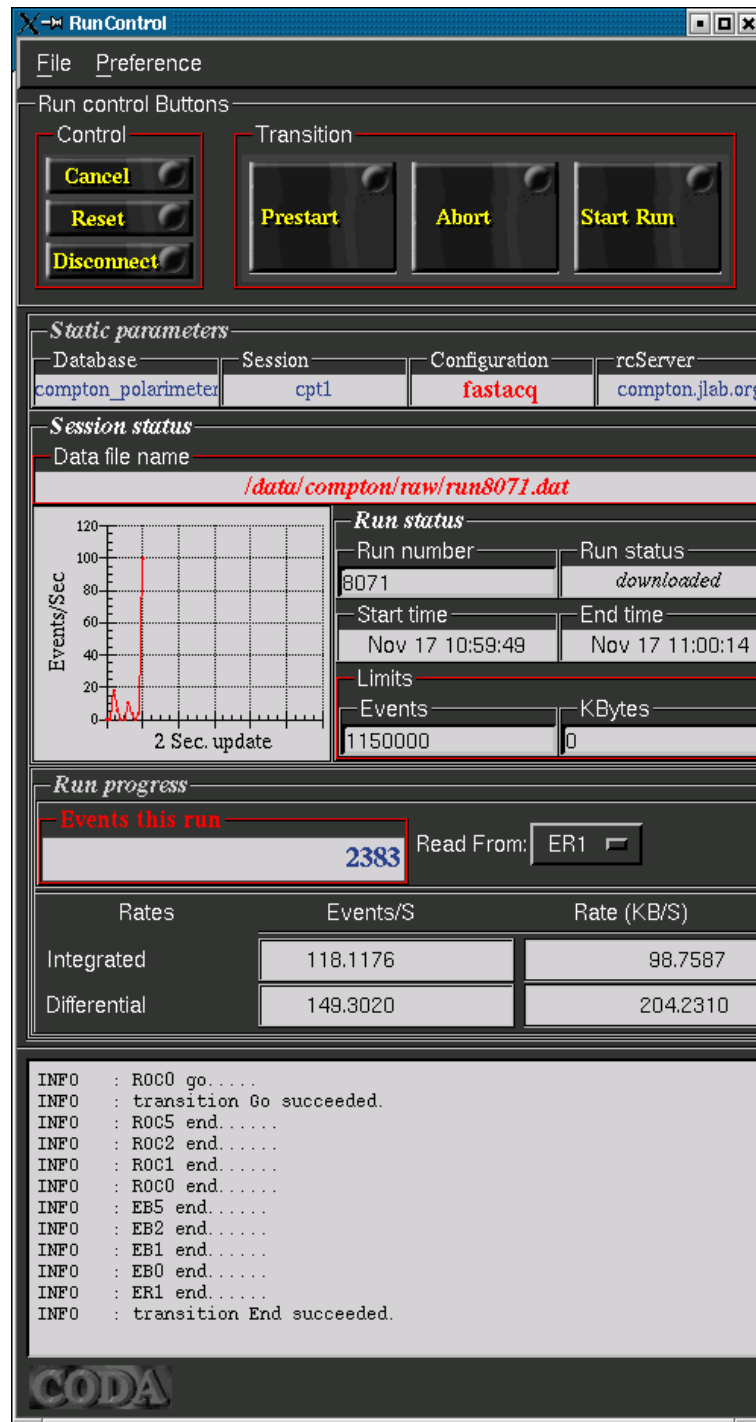 RunControl
File Preference
Run control Buttons
Control
Transition
Cancel
Reset
Disconnect
Prestart
Abort
Start Run
Static parameters
Database
Session
Configuration
rcServer
compton_polarimeter
cpt1
fastacq
compton.jlab.org
Session status
Data file name
/data/compton/raw/run8071.dat
120
100
80
60
40
20
0
Events/Sec
2 Sec. update
Run status
Run number
Run status
8071
downloaded
Start time
End time
Nov 17 10:59:49
Nov 17 11:00:14
Limits
Events
KBytes
1150000
0
Run progress
Events this run
2383
Read From: ER1
Rates Events/S Rate (KB/S)
Integrated 118.1176 98.7587
Differential 149.3020 204.2310
INFO : ROC0 go.....
INFO : transition Go succeeded.
INFO : ROC5 end......
INFO : ROC2 end......
INFO : ROC1 end......
INFO : ROC0 end......
INFO : EB5 end......
INFO : EB2 end......
INFO : EB1 end......
INFO : EB0 end......
INFO : ER1 end......
INFO : transition End succeeded.
CODA